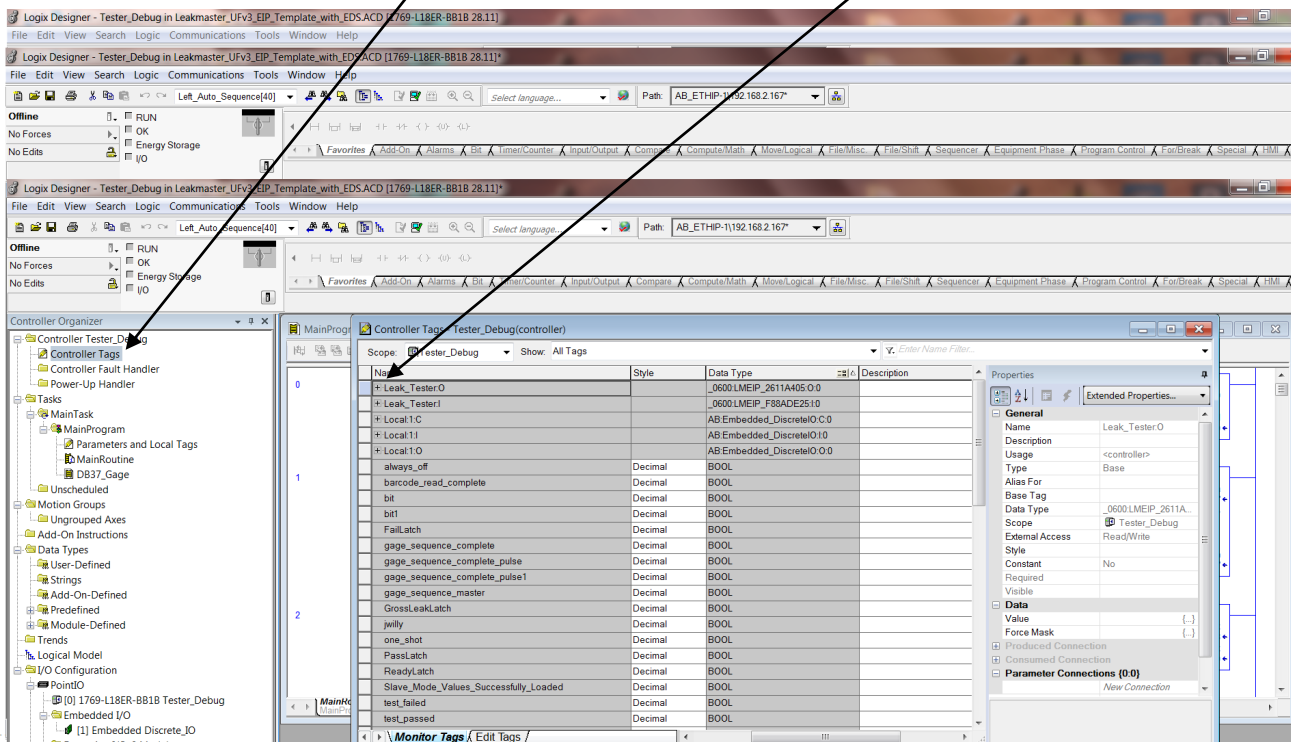 Logix Designer - Tester_Debug in Leakmaster_UFv3_EIP_Template_with_EDS.ACD [1769-L18ER-BB1B 28.11]
File Edit View Search Logic Communications Tools Window Help
Logix Designer - Tester_Debug in Leakmaster_UFv3_EIP_Template_with_EDS.ACD [1769-L18ER-BB1B 28.11]*
File Edit View Search Logic Communications Tools Window Help
Left_Auto_Sequence[40] Select language... Path: AB_ETHIP-1\192.168.2.167*
Offline RUN
No Forces OK
Energy Storage
No Edits I/O
Favorites Add-On Alarms Bit Timer/Counter Input/Output Compare Compute/Math Move/Logical File/Misc. File/Shift Sequencer Equipment Phase Program Control For/Break Special HMI
Logix Designer - Tester_Debug in Leakmaster_UFv3_EIP_Template_with_EDS.ACD [1769-L18ER-BB1B 28.11]*
File Edit View Search Logic Communications Tools Window Help
Left_Auto_Sequence[40] Select language... Path: AB_ETHIP-1\192.168.2.167*
Offline RUN
No Forces OK
Energy Storage
No Edits I/O
Favorites Add-On Alarms Bit Timer/Counter Input/Output Compare Compute/Math Move/Logical File/Misc. File/Shift Sequencer Equipment Phase Program Control For/Break Special HMI
Controller Organizer
Controller Tester_Debug
Controller Tags
Controller Fault Handler
Power-Up Handler
Tasks
MainTask
MainProgram
Parameters and Local Tags
MainRoutine
DB37_Gage
Unscheduled
Motion Groups
Ungrouped Axes
Add-On Instructions
Data Types
User-Defined
Strings
Add-On-Defined
Predefined
Module-Defined
Trends
Logical Model
I/O Configuration
PointIO
[0] 1769-L18ER-BB1B Tester_Debug
Embedded I/O
[1] Embedded Discrete_IO
MainProgr
0
1
2
MainRo
MainPro
Controller Tags - Tester_Debug(controller)
Scope: Tester_Debug Show: All Tags Enter Name Filter...
Name Style Data Type Description
Leak_Tester:O _0600:LMEIP_2611A405:O:0
Leak_Tester:I _0600:LMEIP_F88ADE25:I:0
Local:1:C AB:Embedded_DiscreteIO:C:0
Local:1:I AB:Embedded_DiscreteIO:I:0
Local:1:O AB:Embedded_DiscreteIO:O:0
always_off Decimal BOOL
barcode_read_complete Decimal BOOL
bit Decimal BOOL
bit1 Decimal BOOL
FailLatch Decimal BOOL
gage_sequence_complete Decimal BOOL
gage_sequence_complete_pulse Decimal BOOL
gage_sequence_complete_pulse1 Decimal BOOL
gage_sequence_master Decimal BOOL
GrossLeakLatch Decimal BOOL
jwilly Decimal BOOL
one_shot Decimal BOOL
PassLatch Decimal BOOL
ReadyLatch Decimal BOOL
Slave_Mode_Values_Successfully_Loaded Decimal BOOL
test_failed Decimal BOOL
test_passed Decimal BOOL
Monitor Tags Edit Tags
Properties
Extended Properties...
General
Name Leak_Tester:O
Description
Usage <controller>
Type Base
Alias For
Base Tag
Data Type _0600:LMEIP_2611A...
Scope Tester_Debug
External Access Read/Write
Style
Constant No
Required
Visible
Data
Value {...}
Force Mask {...}
Produced Connection
Consumed Connection
Parameter Connections {0:0}
New Connection